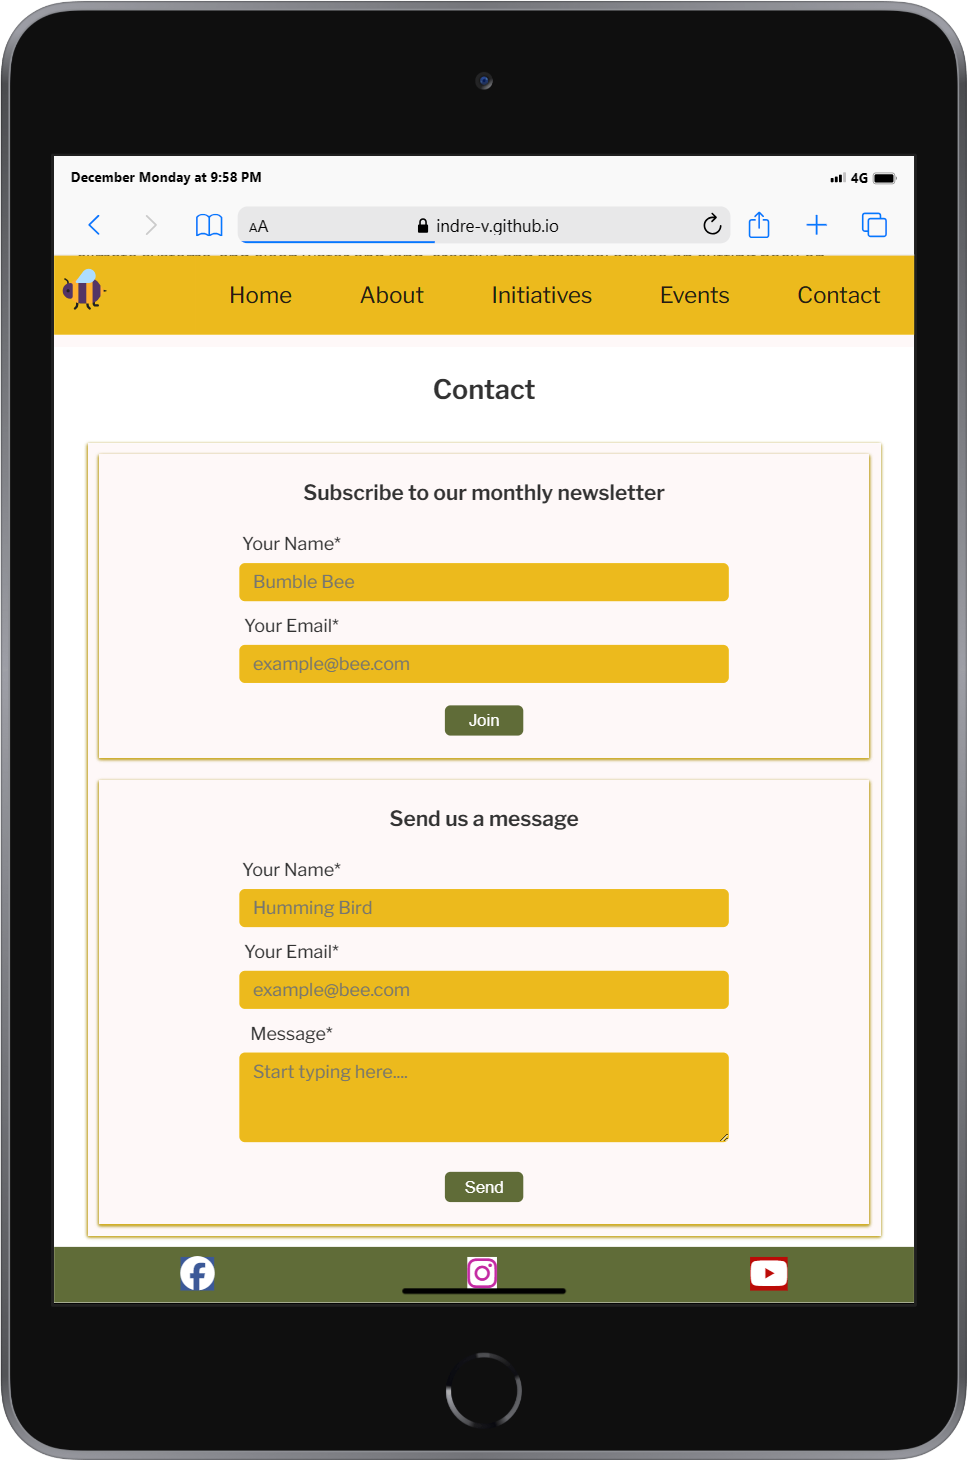 December Monday at 9:58 PM
4G
AA
indre-v.github.io
Home About Initiatives Events Contact
Contact
Subscribe to our monthly newsletter
Your Name*
Bumble Bee
Your Email*
example@bee.com
Join
Send us a message
Your Name*
Humming Bird
Your Email*
example@bee.com
Message*
Start typing here....
Send